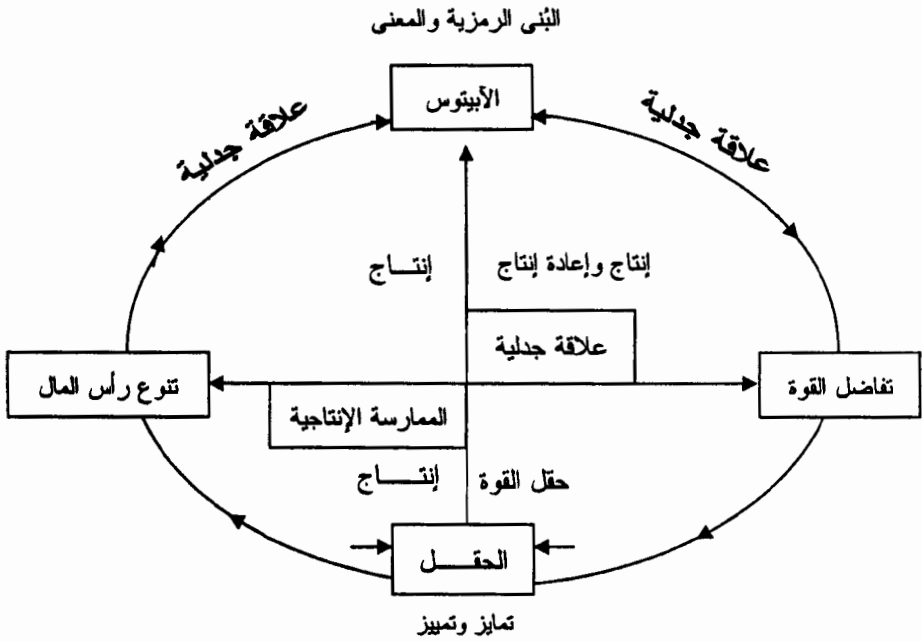 البُنى الرمزية والمعنى
الآبيتوس
علاقة جدلية
علاقة جدلية
إنتاج وإعادة إنتاج
إنتـــاج
علاقة جدلية
تفاضل القوة
تنوع رأس المال
الممارسة الإنتاجية
حقل القوة
إنتـــاج
الحقـــل
تمايز وتمييز